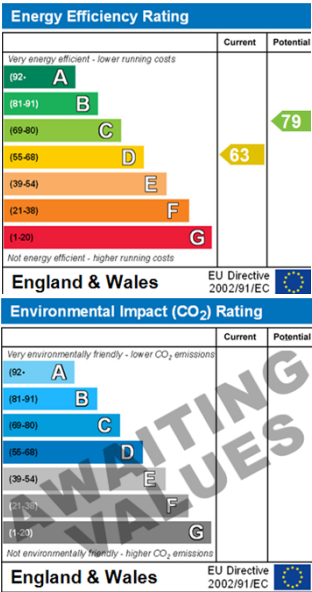 Energy Efficiency Rating
Current Potential
Very energy efficient - lower running costs
(92- A
(81-91) B
(69-80) C
79
(55-68) D
63
(39-54) E
(21-38) F
(1-20) G
Not energy efficient - higher running costs
England & Wales
EU Directive
2002/91/EC
Environmental Impact (CO₂) Rating
Current Potential
Very environmentally friendly - lower CO₂ emissions
(92- A
(81-91) B
(69-80) C
(55-68) D
(39-54) E
(21-38) F
(1-20) G
AWAITING
VALUES
Not environmentally friendly - higher CO₂ emissions
England & Wales
EU Directive
2002/91/EC